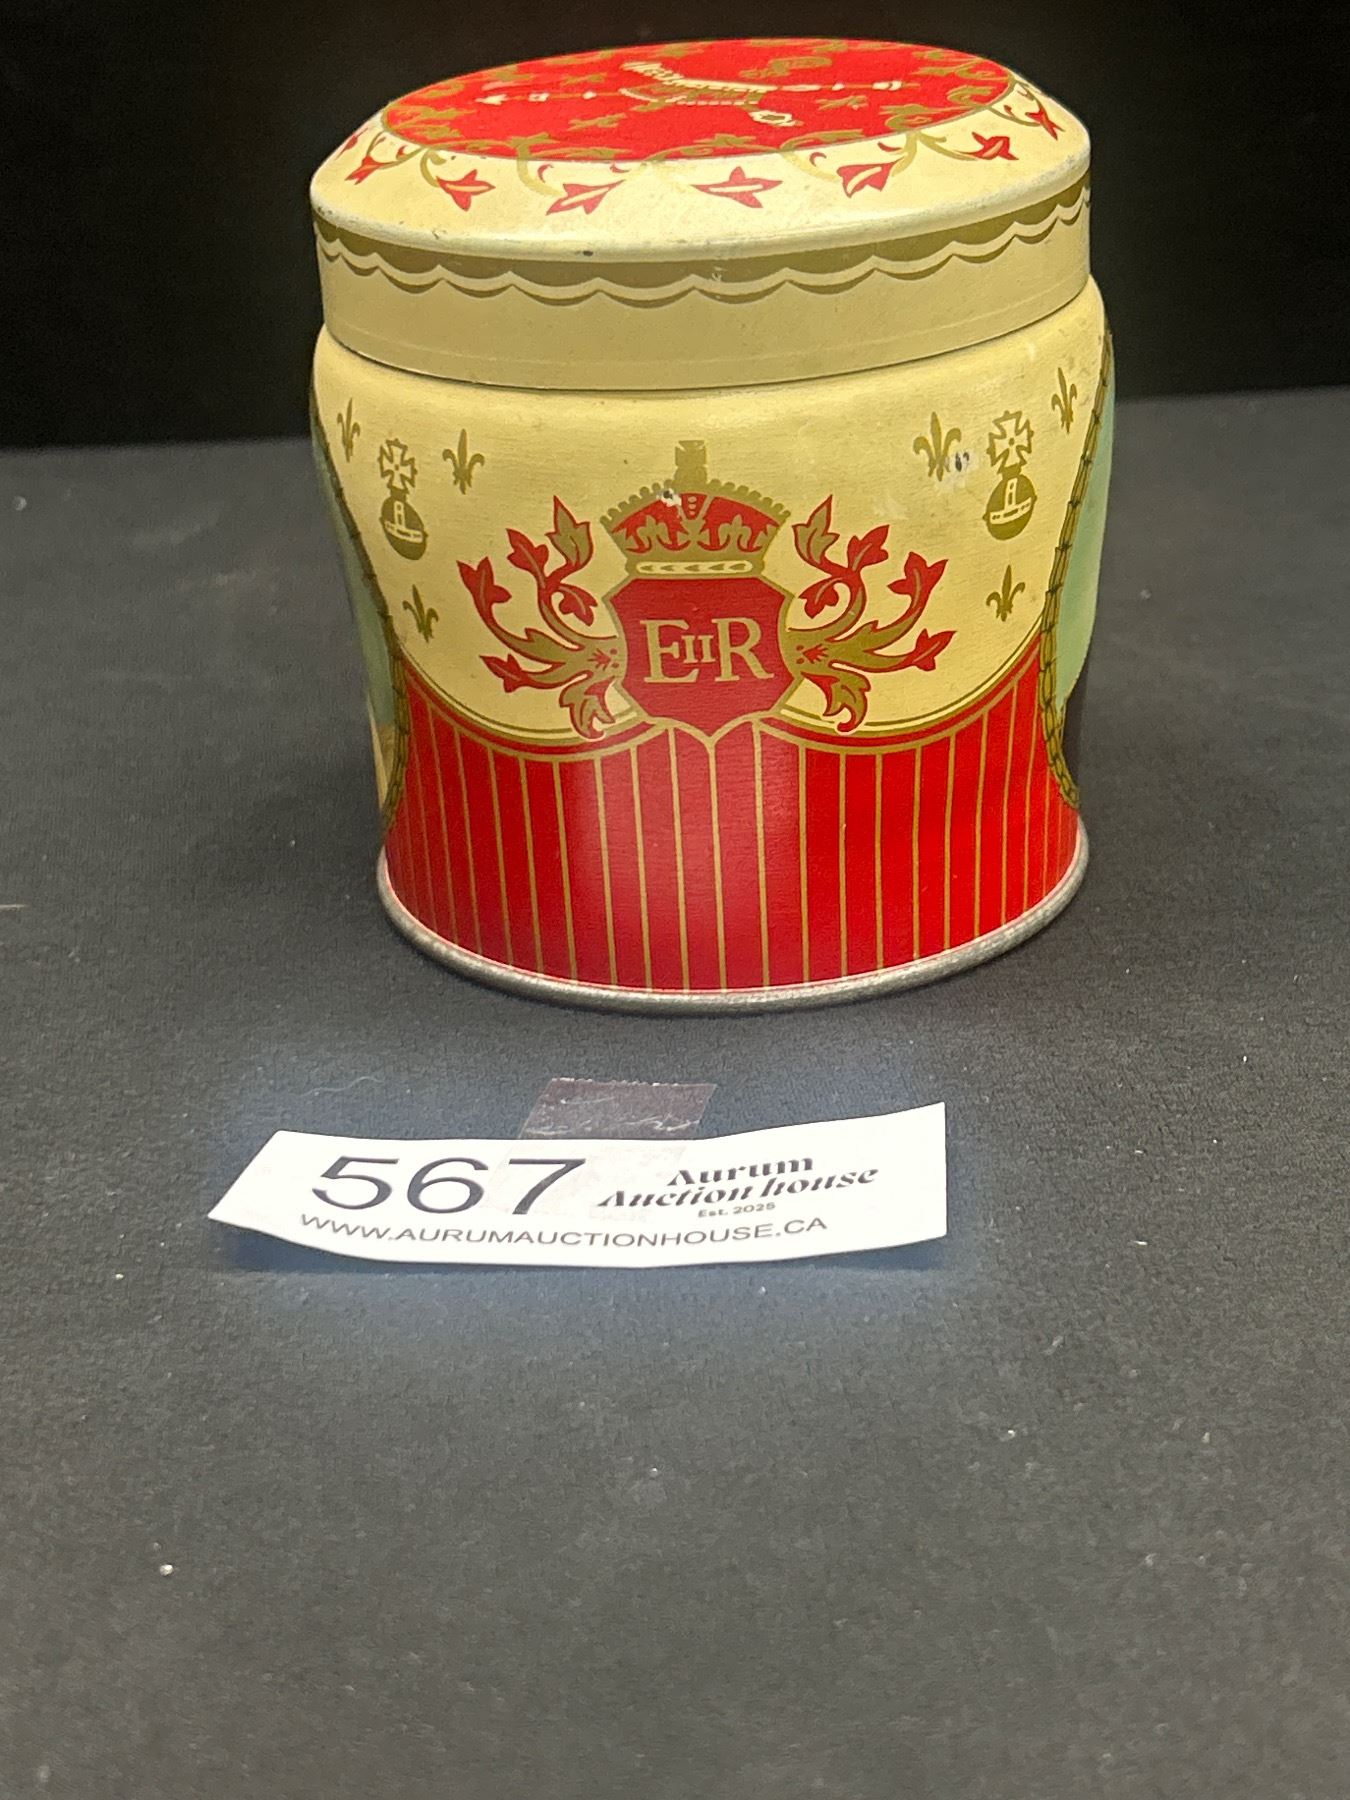 EIIR
567
Aurum
Auction house
Est. 2025
WWW.AURUMAUCTIONHOUSE.CA